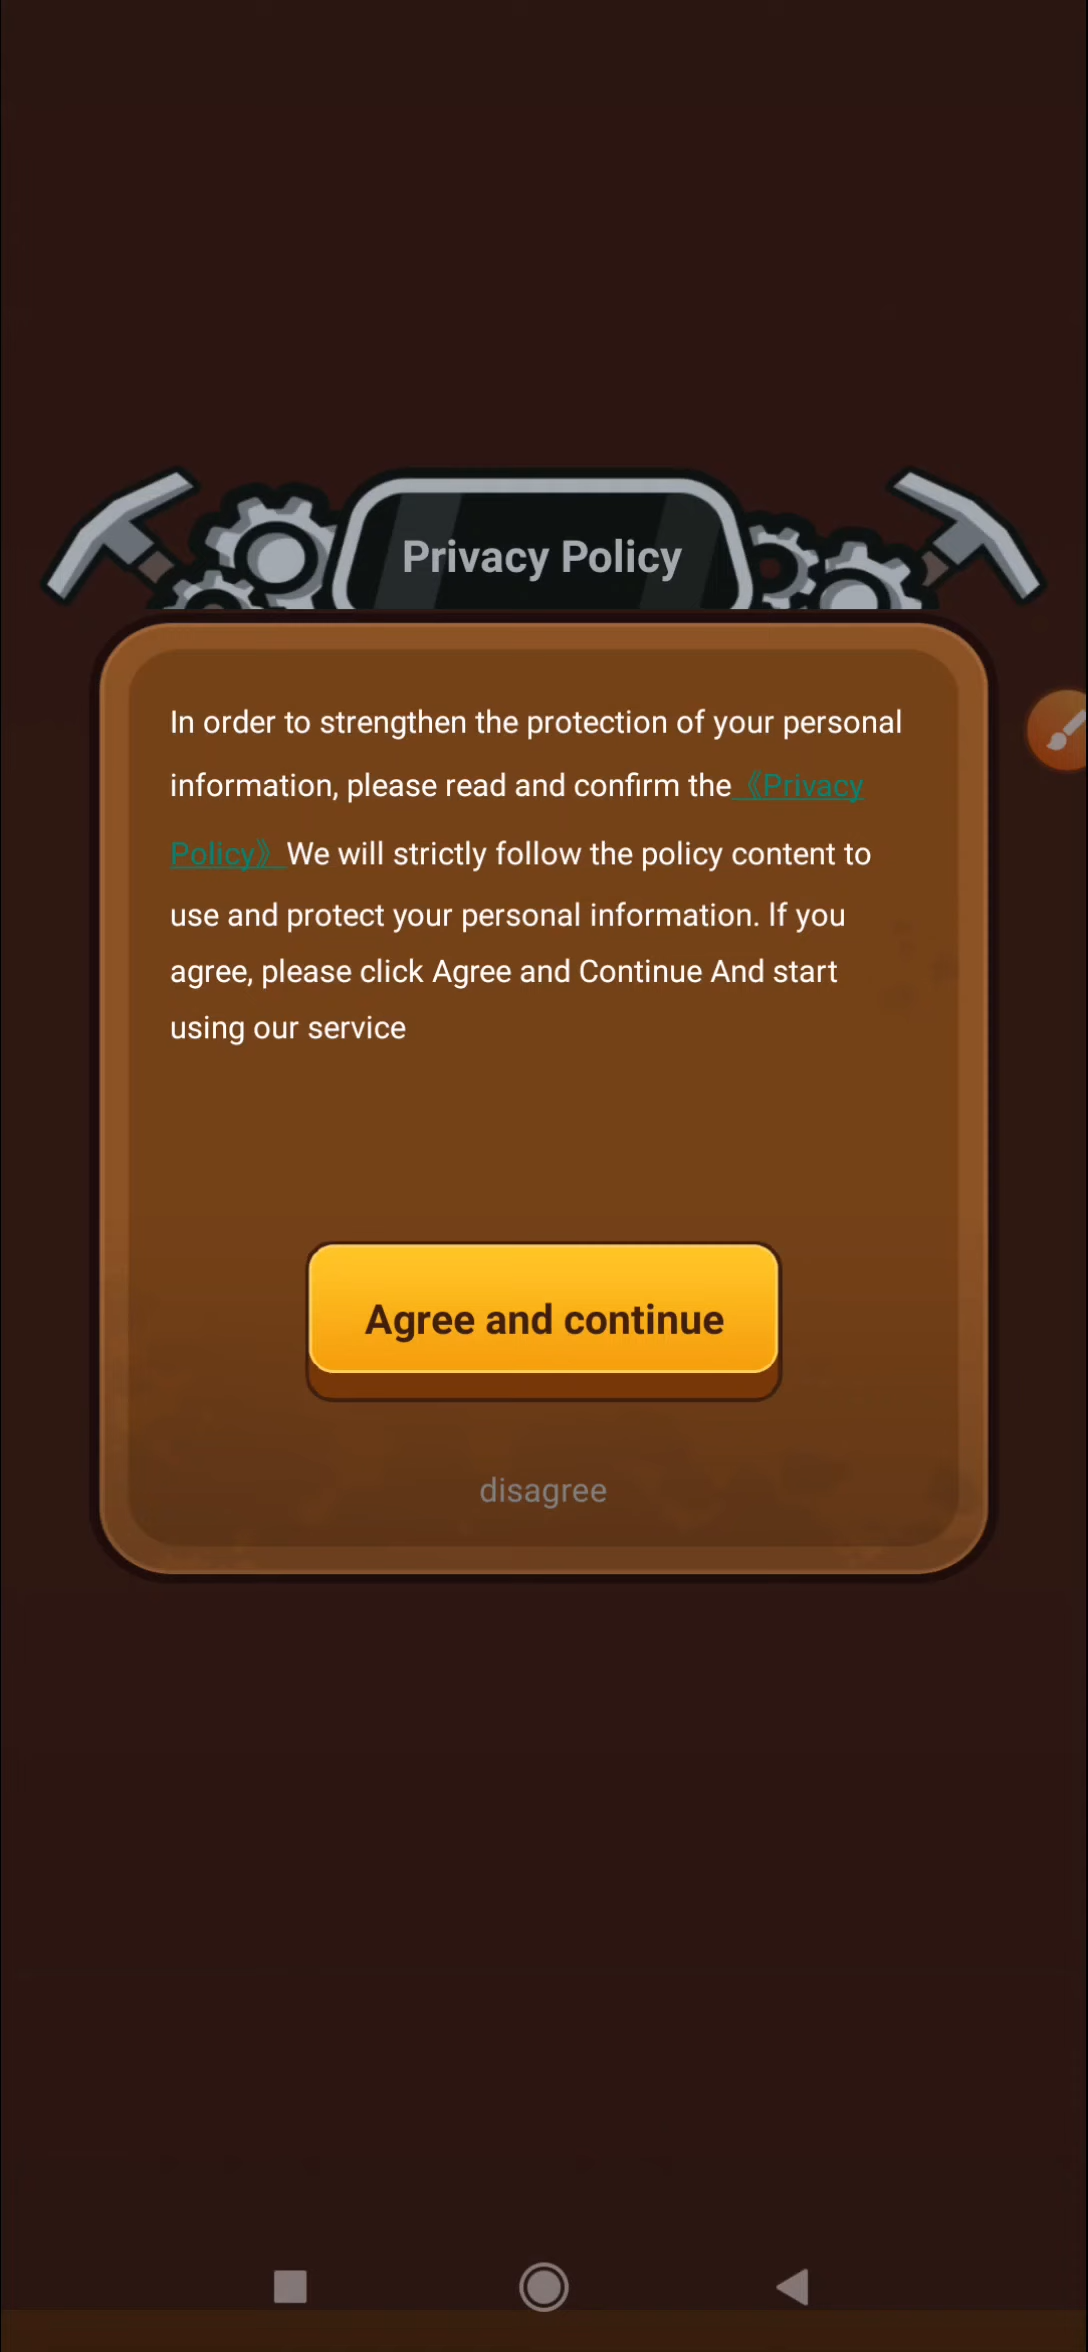 Privacy Policy
In order to strengthen the protection of your personal
information, please read and confirm the 《Privacy
Policy》 We will strictly follow the policy content to
use and protect your personal information. If you
agree, please click Agree and Continue And start
using our service
Agree and continue
disagree